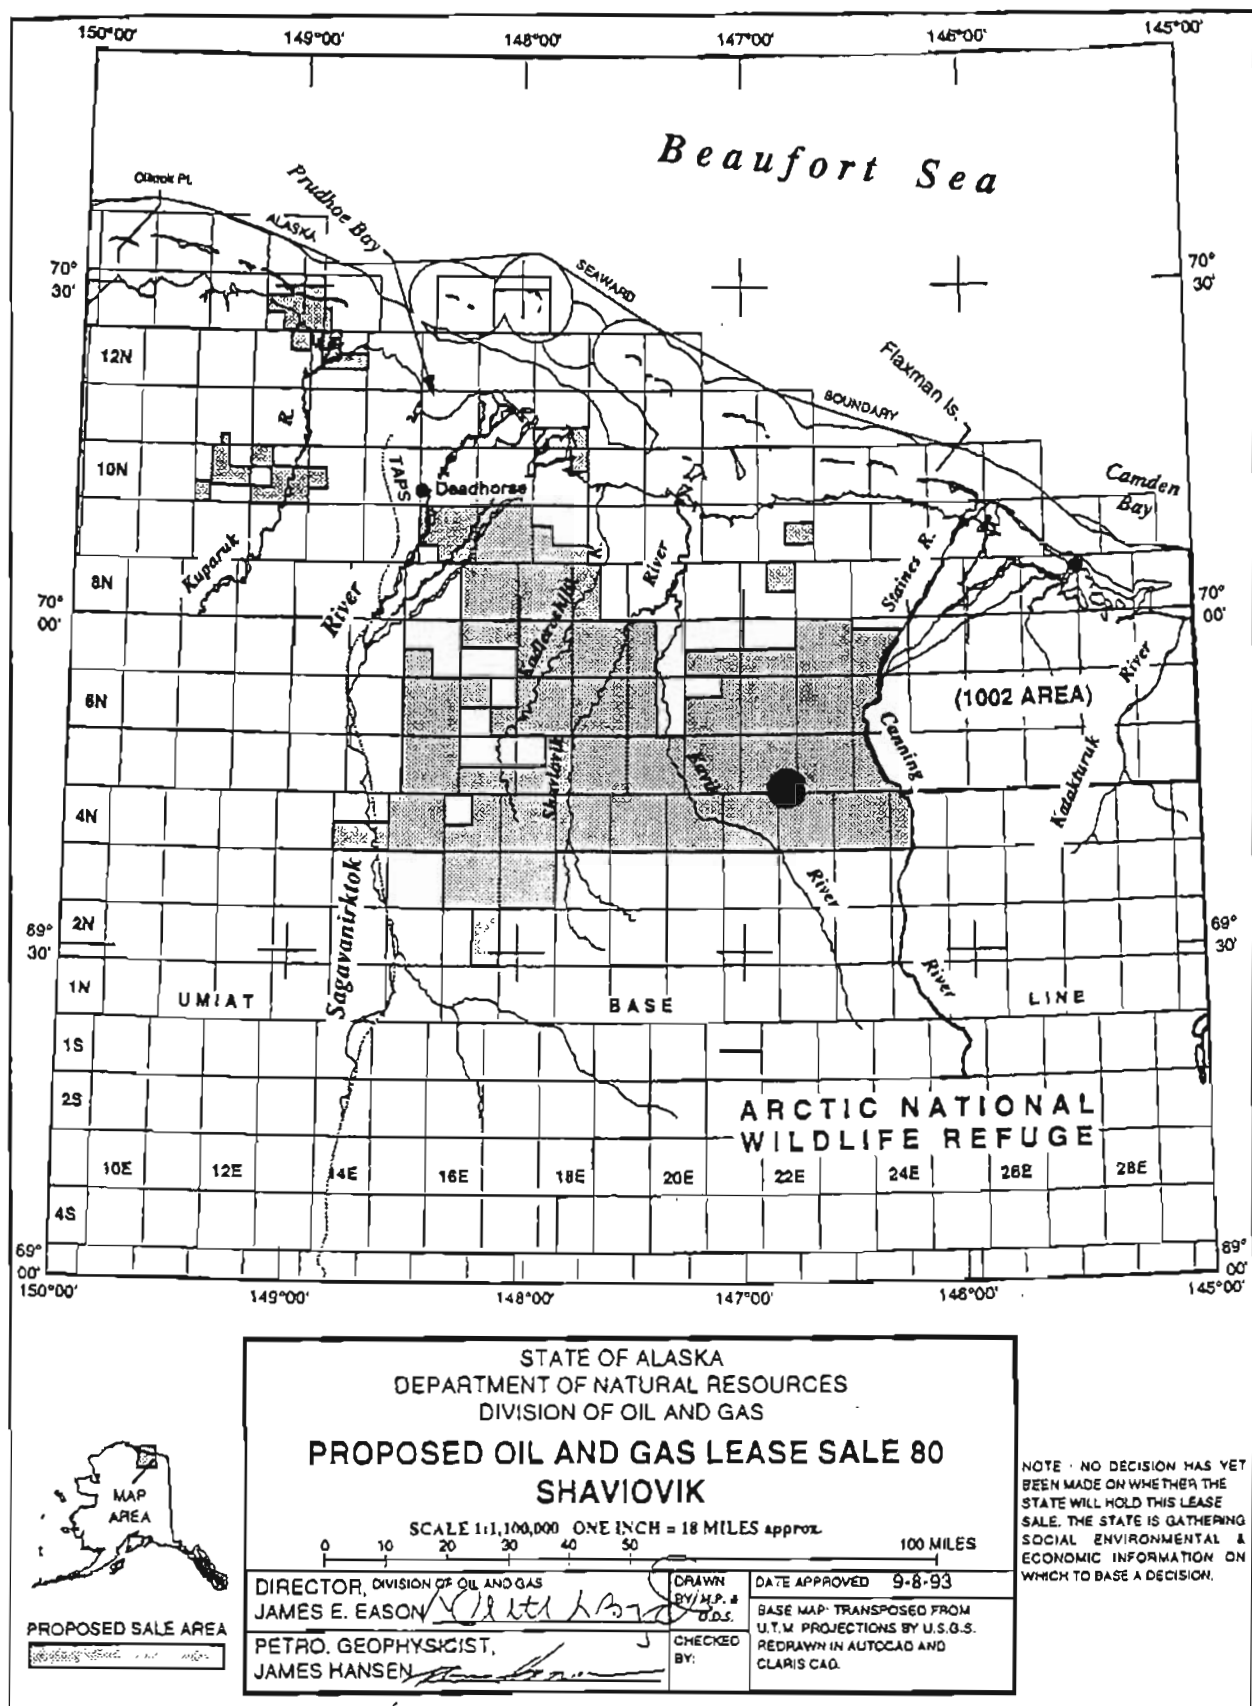 150°00' 149°00' 148°00' 147°00' 146°00' 145°00'
Beaufort Sea
Oliktok Pt.
Prudhoe Bay
ALASKA
SEAWARD
BOUNDARY
70°
30'
70°
30'
Flaxman Is.
Camden
Bay
12N
R.
10N
TAPS
Deadhorse
Kuparuk
River
R.
River
Staines R.
8N
70°
00'
70°
00'
Kadleroshilik
River
6N
(1002 AREA)
Canning
Shaviovik
Kavik
Katakturuk
4N
River
Sagavanirktok
2N
69°
30'
69°
30'
River
1N
UMIAT BASE LINE
1S
2S
ARCTIC NATIONAL
WILDLIFE REFUGE
10E 12E 14E 16E 18E 20E 22E 24E 26E 28E
4S
69°
00'
69°
00'
150°00' 149°00' 148°00' 147°00' 146°00' 145°00'
STATE OF ALASKA
DEPARTMENT OF NATURAL RESOURCES
DIVISION OF OIL AND GAS
PROPOSED OIL AND GAS LEASE SALE 80
SHAVIOVIK
SCALE 1:1,100,000 ONE INCH = 18 MILES approx.
0 10 20 30 40 50 100 MILES
DIRECTOR, DIVISION OF OIL AND GAS
JAMES E. EASON
DRAWN
BY: M.P. &
D.D.S.
DATE APPROVED 9-8-93
PETRO. GEOPHYSICIST,
JAMES HANSEN
CHECKED
BY:
BASE MAP: TRANSPOSED FROM
U.T.M. PROJECTIONS BY U.S.G.S.
REDRAWN IN AUTOCAD AND
CLARIS CAD.
MAP
AREA
PROPOSED SALE AREA
NOTE : NO DECISION HAS YET
BEEN MADE ON WHETHER THE
STATE WILL HOLD THIS LEASE
SALE. THE STATE IS GATHERING
SOCIAL ENVIRONMENTAL &
ECONOMIC INFORMATION ON
WHICH TO BASE A DECISION.